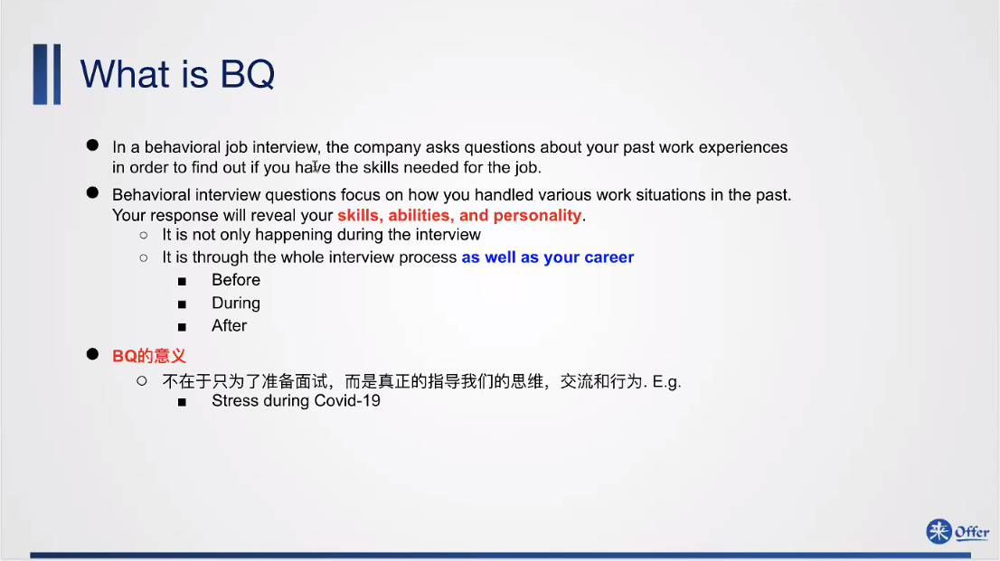 What is BQ
● In a behavioral job interview, the company asks questions about your past work experiences
in order to find out if you have the skills needed for the job.
● Behavioral interview questions focus on how you handled various work situations in the past.
Your response will reveal your skills, abilities, and personality.
○ It is not only happening during the interview
○ It is through the whole interview process as well as your career
■ Before
■ During
■ After
● BQ的意义
○ 不在于只为了准备面试，而是真正的指导我们的思维，交流和行为. E.g.
■ Stress during Covid-19
来 Offer